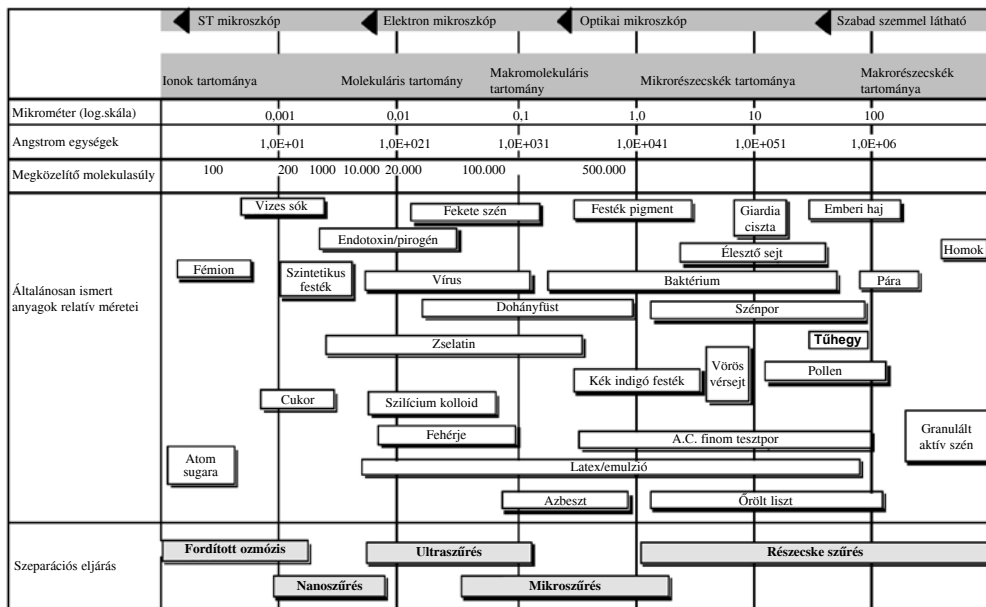 ST mikroszkóp Elektron mikroszkóp Optikai mikroszkóp Szabad szemmel látható
Ionok tartománya Molekuláris tartomány Makromolekuláris tartomány Mikrorészecskék tartománya Makrorészecskék tartománya
Mikrométer (log.skála) 0,001 0,01 0,1 1,0 10 100
Angstrom egységek 1,0E+01 1,0E+021 1,0E+031 1,0E+041 1,0E+051 1,0E+06
Megközelítő molekulasúly 100 200 1000 10.000 20.000 100.000 500.000
Általánosan ismert
anyagok relatív méretei
Vizes sók
Fekete szén
Festék pigment
Giardia
ciszta
Emberi haj
Endotoxin/pirogén
Élesztő sejt
Homok
Fémion
Szintetikus
festék
Vírus
Baktérium
Pára
Dohányfüst
Szénpor
Zselatin
Tűhegy
Kék indigó festék
Vörös
vérsejt
Pollen
Cukor
Szilícium kolloid
Fehérje
A.C. finom tesztpor
Granulált
aktív szén
Atom
sugara
Latex/emulzió
Azbeszt
Őrölt liszt
Szeparációs eljárás
Fordított ozmózis
Ultraszűrés
Részecske szűrés
Nanoszűrés
Mikroszűrés